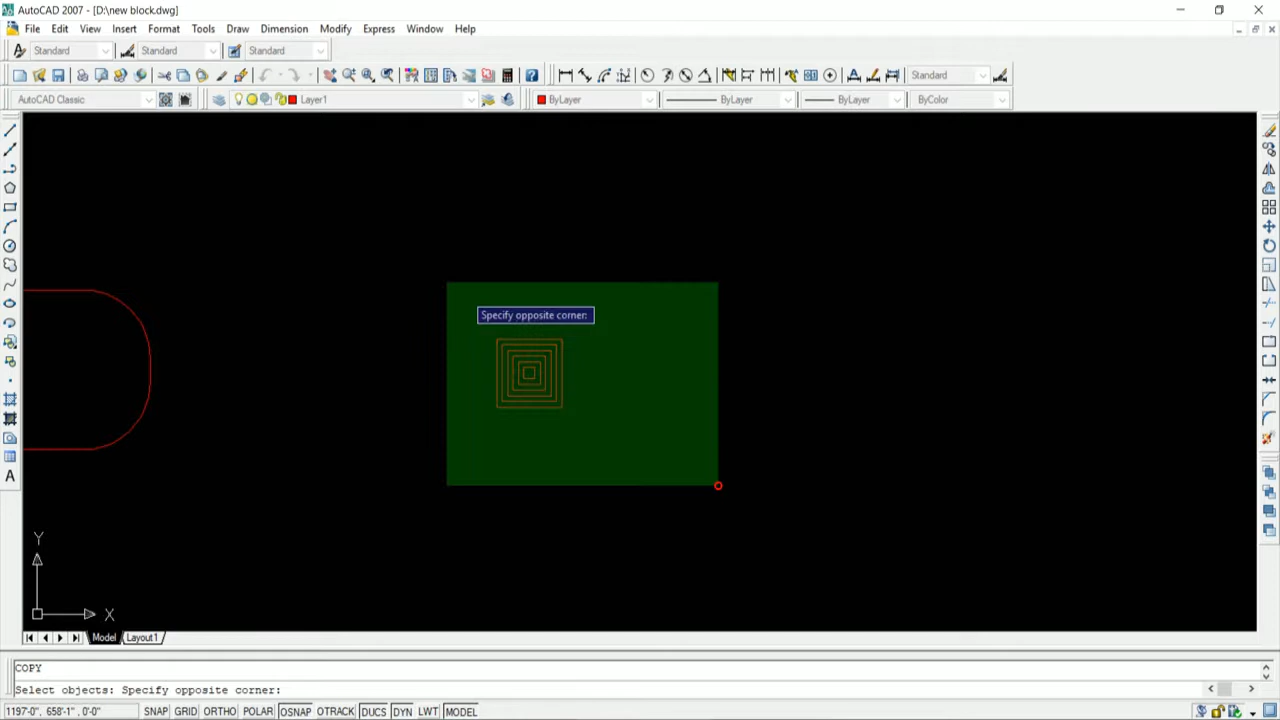 AutoCAD 2007 - [D:\new block.dwg]
File Edit View Insert Format Tools Draw Dimension Modify Express Window Help
Standard Standard Standard
Standard
AutoCAD Classic Layer1 ByLayer ByLayer ByLayer ByColor
Specify opposite corner:
A
Y
X
Model Layout1
COPY
Select objects: Specify opposite corner:
1197'-0", 658'-1", 0'-0" SNAP GRID ORTHO POLAR OSNAP OTRACK DUCS DYN LWT MODEL